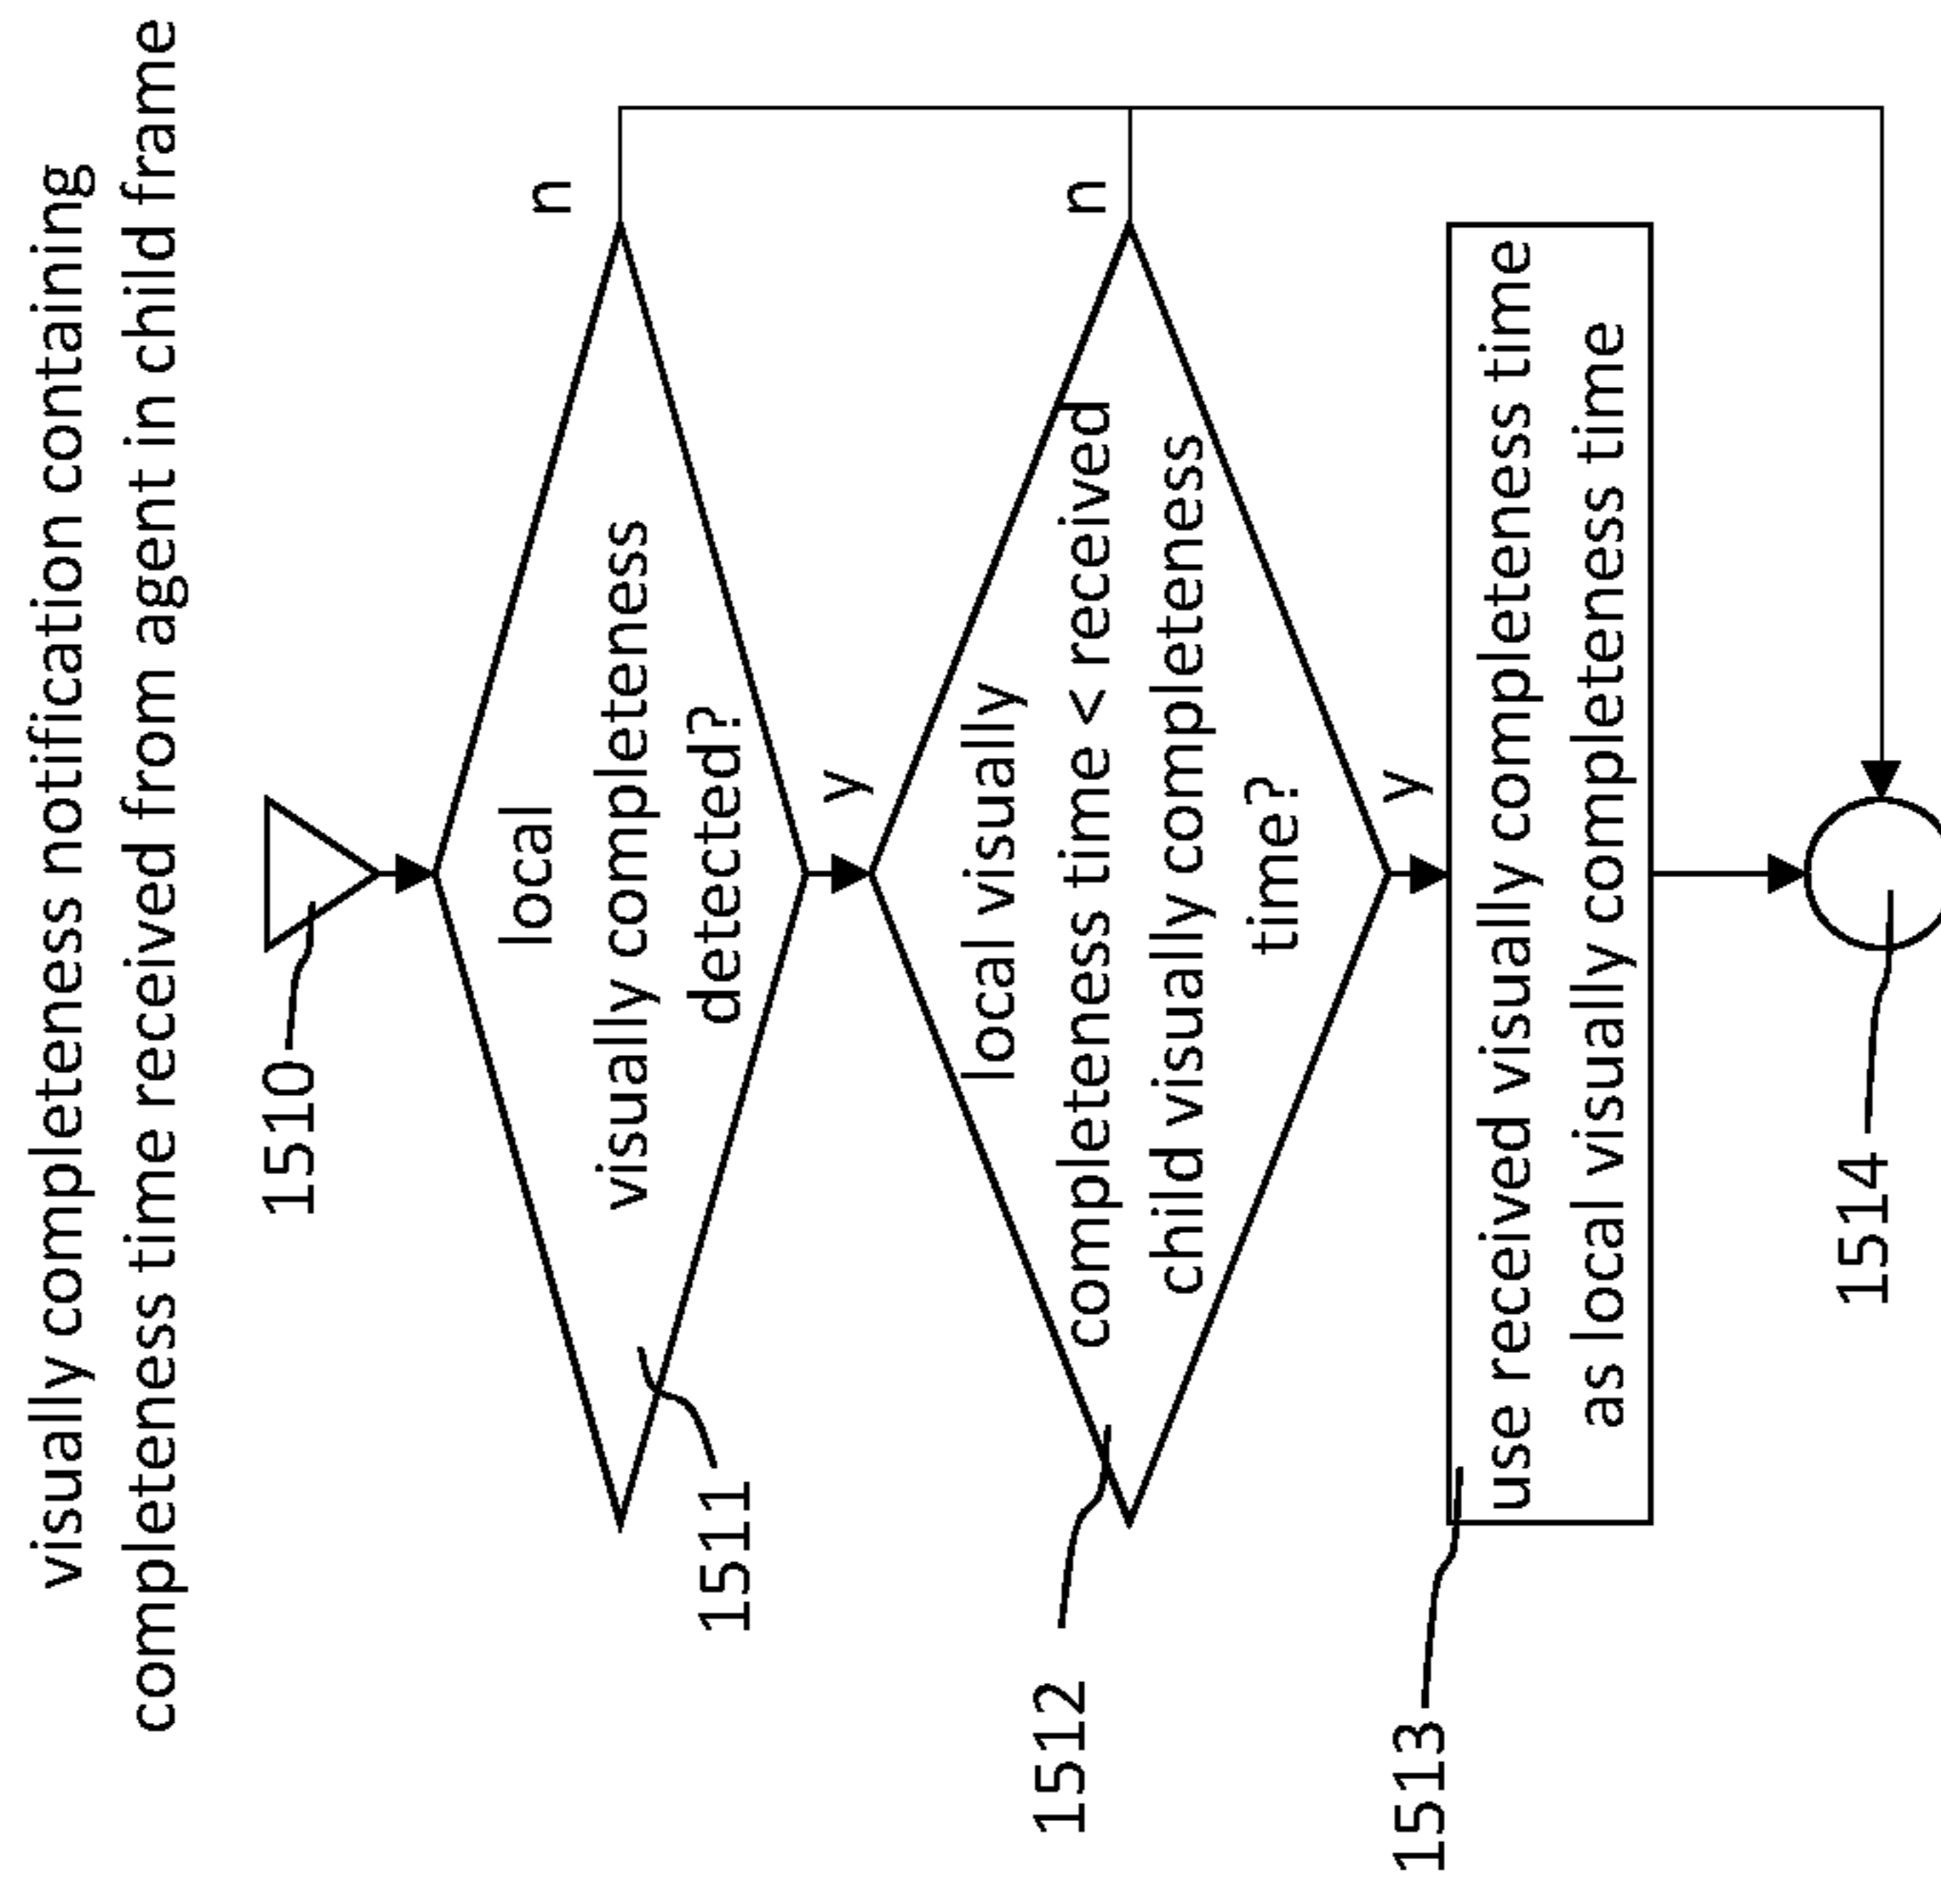 visually completeness notification containing
completeness time received from agent in child frame
1510
local
visually completeness
detected?
n
1511
y
local visually
completeness time < received
child visually completeness
time?
n
1512
y
use received visually completeness time
as local visually completeness time
1513
1514